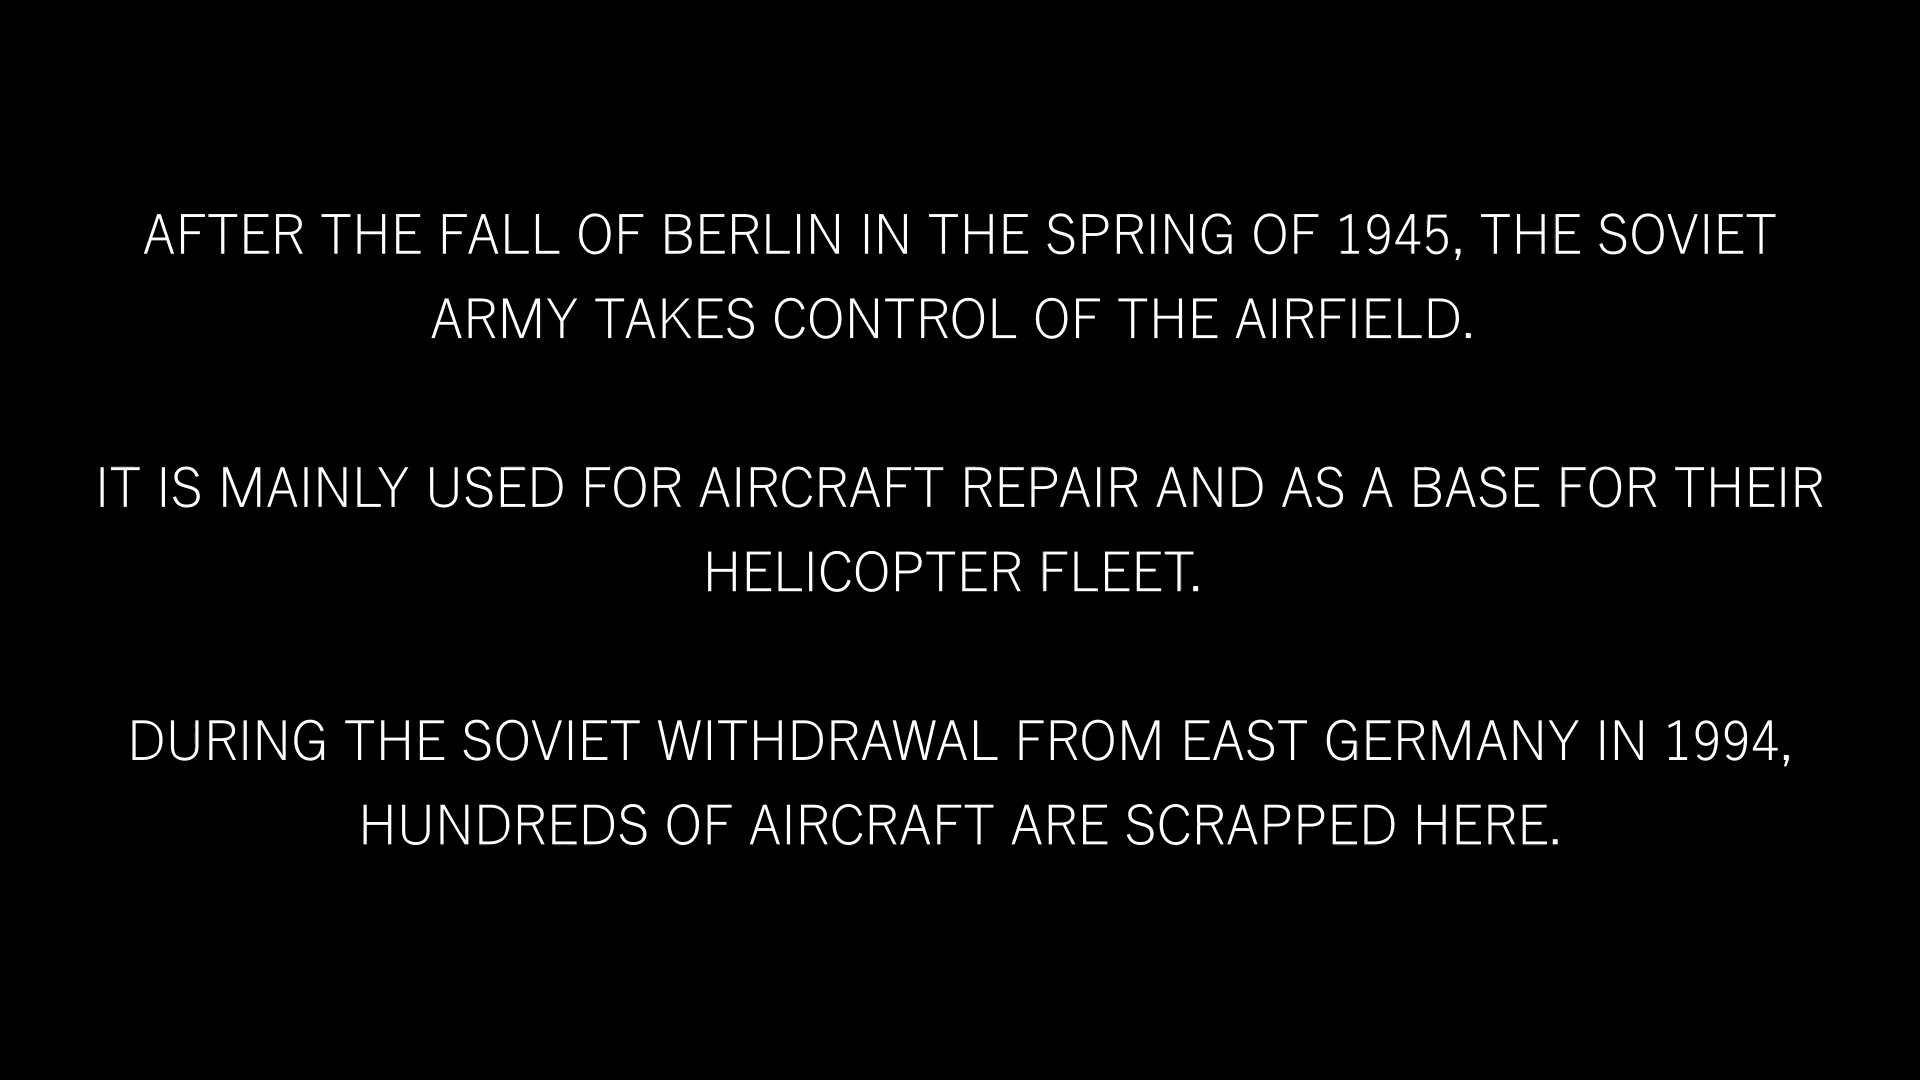 AFTER THE FALL OF BERLIN IN THE SPRING OF 1945, THE SOVIET
ARMY TAKES CONTROL OF THE AIRFIELD.
IT IS MAINLY USED FOR AIRCRAFT REPAIR AND AS A BASE FOR THEIR
HELICOPTER FLEET.
DURING THE SOVIET WITHDRAWAL FROM EAST GERMANY IN 1994,
HUNDREDS OF AIRCRAFT ARE SCRAPPED HERE.